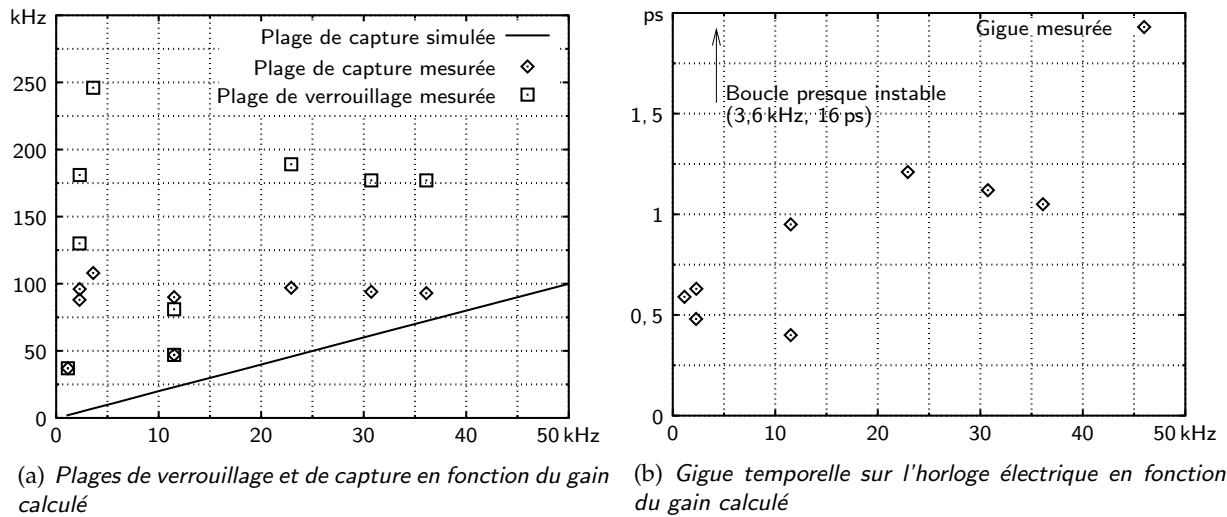 kHz
250
200
150
100
50
0
0 10 20 30 40 50 kHz
Plage de capture simulée
Plage de capture mesurée
Plage de verrouillage mesurée
(a) Plages de verrouillage et de capture en fonction du gain
calculé
ps
1, 5
1
0, 5
0
0 10 20 30 40 50 kHz
Gigue mesurée
Boucle presque instable
(3,6 kHz, 16 ps)
(b) Gigue temporelle sur l'horloge électrique en fonction
du gain calculé